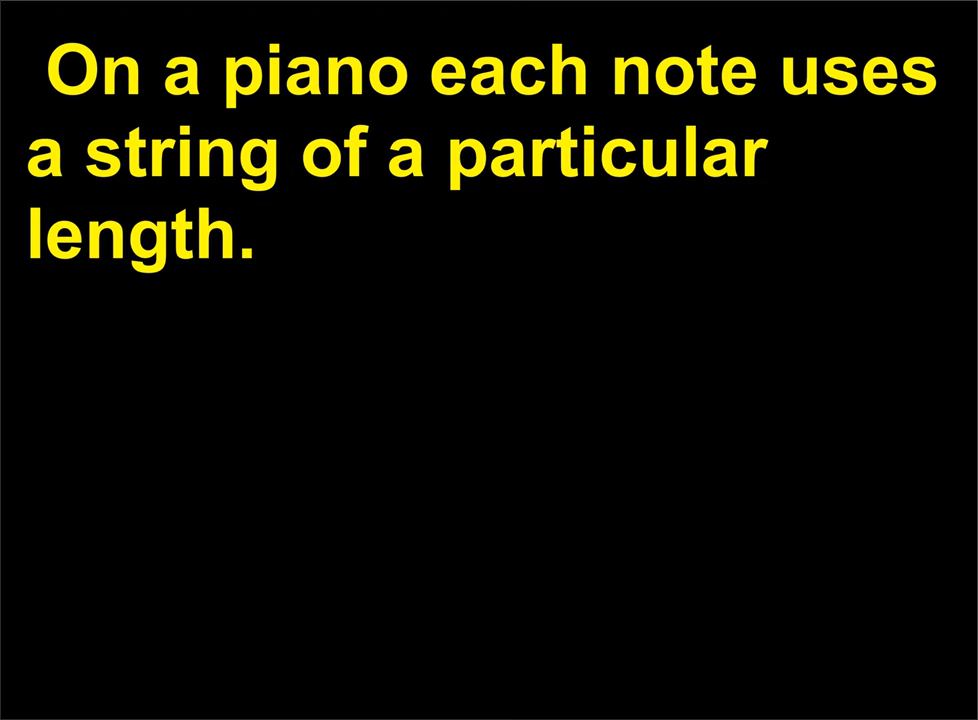 On a piano each note uses
a string of a particular
length.